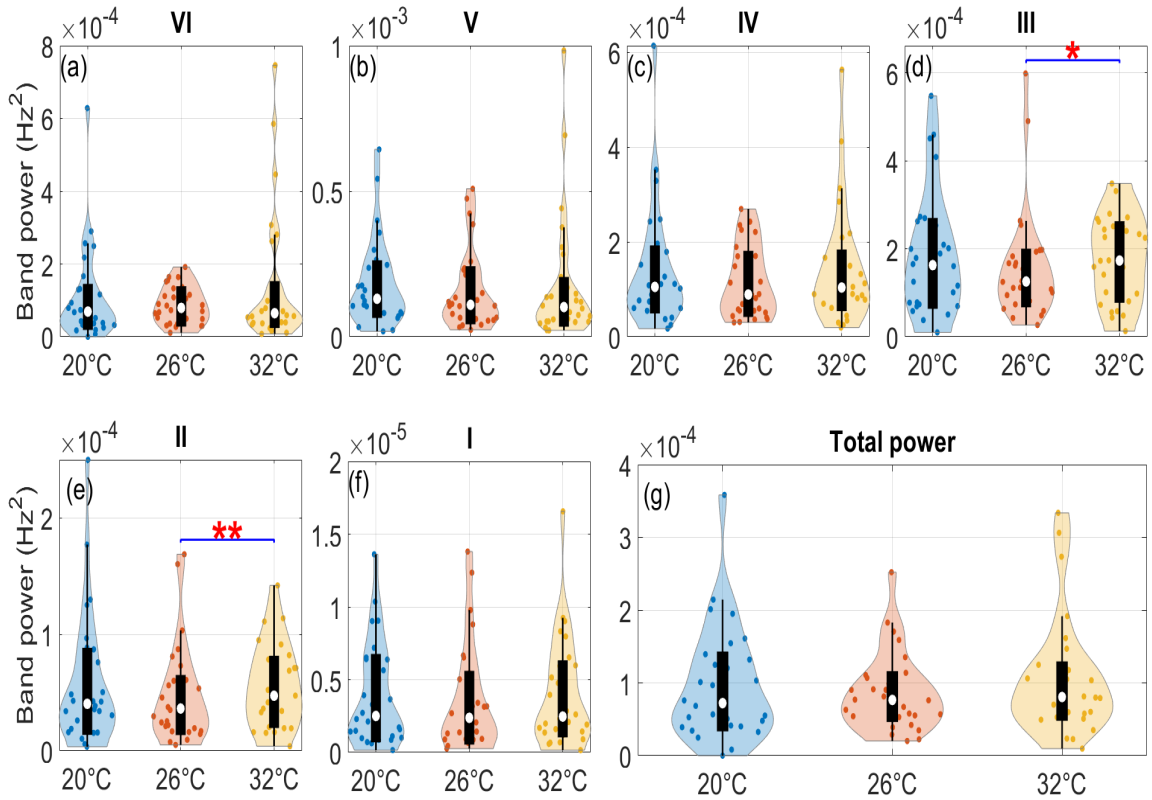 ×10⁻⁴ VI
(a)
Band power (Hz²)
8
6
4
2
0
20°C 26°C 32°C
×10⁻³ V
(b)
1
0.5
0
20°C 26°C 32°C
×10⁻⁴ IV
(c)
6
4
2
0
20°C 26°C 32°C
×10⁻⁴ III
(d)
*
6
4
2
0
20°C 26°C 32°C
×10⁻⁴ II
(e)
**
Band power (Hz²)
2
1
0
20°C 26°C 32°C
×10⁻⁵ I
(f)
2
1.5
1
0.5
0
20°C 26°C 32°C
×10⁻⁴ Total power
(g)
4
3
2
1
0
20°C 26°C 32°C